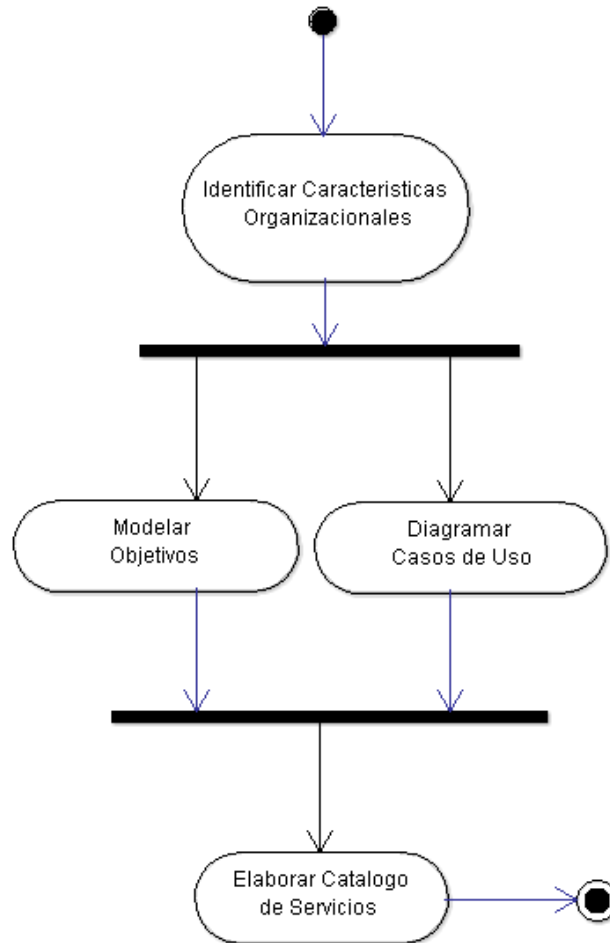 Identificar Caracteristicas
Organizacionales
Modelar
Objetivos
Diagramar
Casos de Uso
Elaborar Catalogo
de Servicios